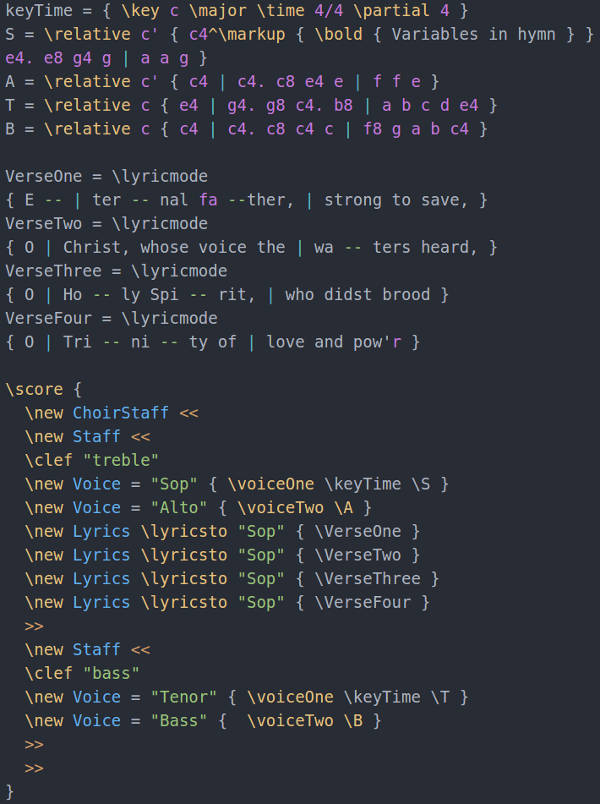 keyTime = { \key c \major \time 4/4 \partial 4 }
S = \relative c' { c4^\markup { \bold { Variables in hymn } }
e4. e8 g4 g | a a g }
A = \relative c' { c4 | c4. c8 e4 e | f f e }
T = \relative c { e4 | g4. g8 c4. b8 | a b c d e4 }
B = \relative c { c4 | c4. c8 c4 c | f8 g a b c4 }

VerseOne = \lyricmode
{ E -- | ter -- nal fa --ther, | strong to save, }
VerseTwo = \lyricmode
{ O | Christ, whose voice the | wa -- ters heard, }
VerseThree = \lyricmode
{ O | Ho -- ly Spi -- rit, | who didst brood }
VerseFour = \lyricmode
{ O | Tri -- ni -- ty of | love and pow'r }

\score {
  \new ChoirStaff <<
  \new Staff <<
  \clef "treble"
  \new Voice = "Sop" { \voiceOne \keyTime \S }
  \new Voice = "Alto" { \voiceTwo \A }
  \new Lyrics \lyricsto "Sop" { \VerseOne }
  \new Lyrics \lyricsto "Sop" { \VerseTwo }
  \new Lyrics \lyricsto "Sop" { \VerseThree }
  \new Lyrics \lyricsto "Sop" { \VerseFour }
  >>
  \new Staff <<
  \clef "bass"
  \new Voice = "Tenor" { \voiceOne \keyTime \T }
  \new Voice = "Bass" {  \voiceTwo \B }
  >>
  >>
}